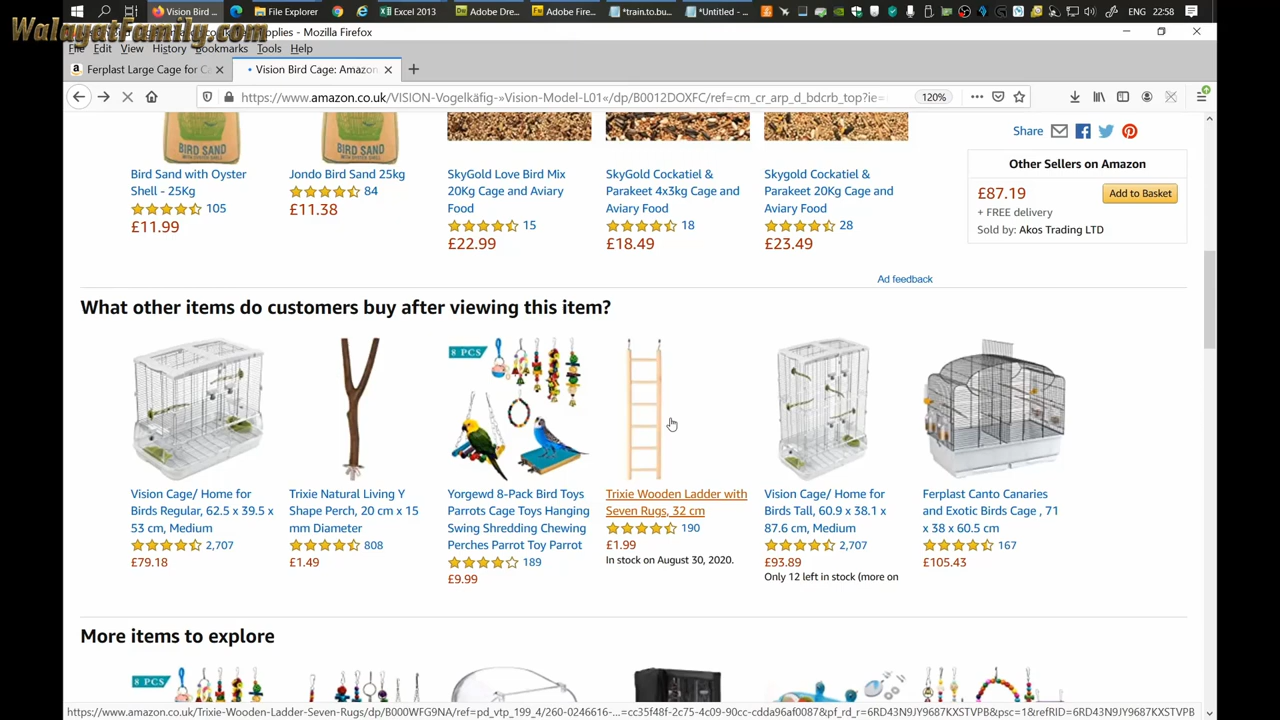 Vision Bird ...
File Explorer
Excel 2013
Adobe Dre...
Adobe Fire...
*train.to.bu...
*Untitled - ...
ENG
22:58
WalayatFamily.com
- Mozilla Firefox
File Edit View History Bookmarks Tools Help
Ferplast Large Cage for C
Vision Bird Cage: Amazon
https://www.amazon.co.uk/VISION-Vogelkäfig-»Vision-Model-L01«/dp/B0012DOXFC/ref=cm_cr_arp_d_bdcrb_top?ie=
120%
BIRD SAND
Share
Other Sellers on Amazon
£87.19
Add to Basket
+ FREE delivery
Sold by: Akos Trading LTD
Bird Sand with Oyster
Shell - 25Kg
105
£11.99
Jondo Bird Sand 25kg
84
£11.38
SkyGold Love Bird Mix
20Kg Cage and Aviary
Food
15
£22.99
SkyGold Cockatiel &
Parakeet 4x3kg Cage and
Aviary Food
18
£18.49
Skygold Cockatiel &
Parakeet 20Kg Cage and
Aviary Food
28
£23.49
Ad feedback
What other items do customers buy after viewing this item?
8 PCS
Vision Cage/ Home for
Birds Regular, 62.5 x 39.5 x
53 cm, Medium
2,707
£79.18
Trixie Natural Living Y
Shape Perch, 20 cm x 15
mm Diameter
808
£1.49
Yorgewd 8-Pack Bird Toys
Parrots Cage Toys Hanging
Swing Shredding Chewing
Perches Parrot Toy Parrot
189
£9.99
Trixie Wooden Ladder with
Seven Rugs, 32 cm
190
£1.99
In stock on August 30, 2020.
Vision Cage/ Home for
Birds Tall, 60.9 x 38.1 x
87.6 cm, Medium
2,707
£93.89
Only 12 left in stock (more on
Ferplast Canto Canaries
and Exotic Birds Cage , 71
x 38 x 60.5 cm
167
£105.43
More items to explore
8 PCS
https://www.amazon.co.uk/Trixie-Wooden-Ladder-Seven-Rugs/dp/B000WFG9NA/ref=pd_vtp_199_4/260-0246616-...=cc35f48f-2c75-4c09-90cc-cdda96af0087&pf_rd_r=6RD43N9JY9687KXSTVPB&psc=1&refRID=6RD43N9JY9687KXSTVPB